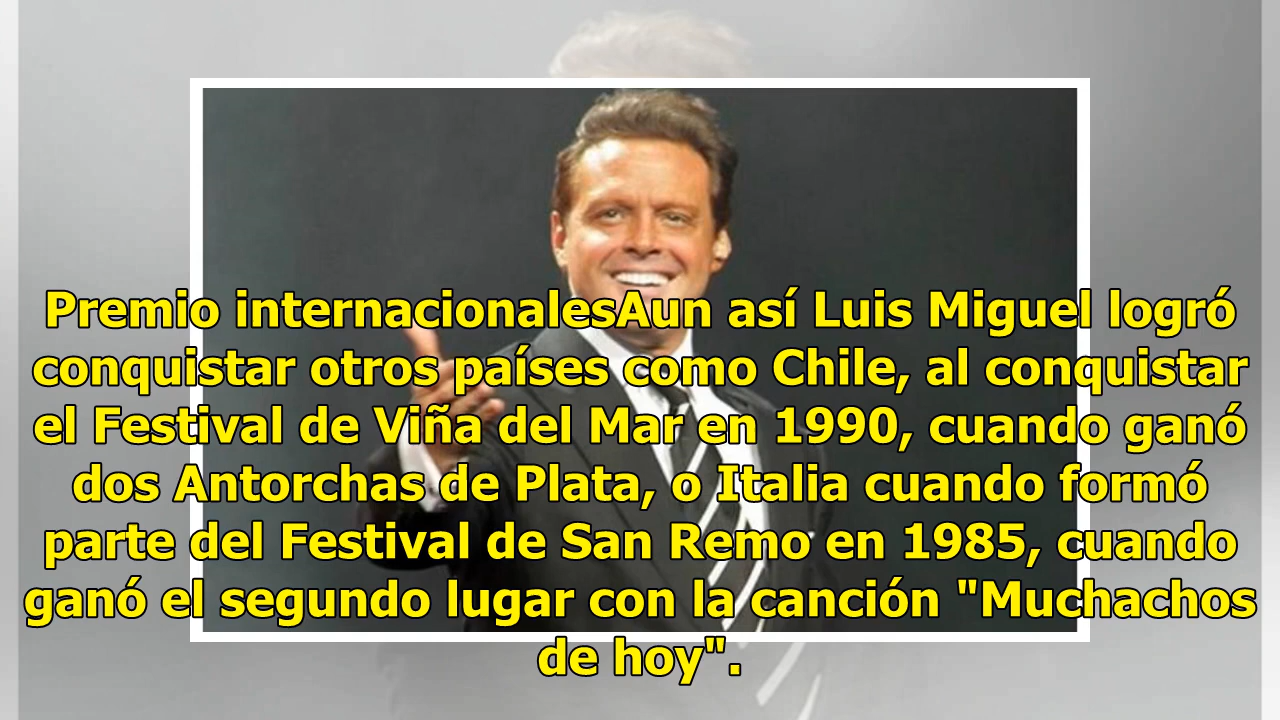 Premio internacionalesAun así Luis Miguel logró
conquistar otros países como Chile, al conquistar
el Festival de Viña del Mar en 1990, cuando ganó
dos Antorchas de Plata, o Italia cuando formó
parte del Festival de San Remo en 1985, cuando
ganó el segundo lugar con la canción "Muchachos
de hoy".